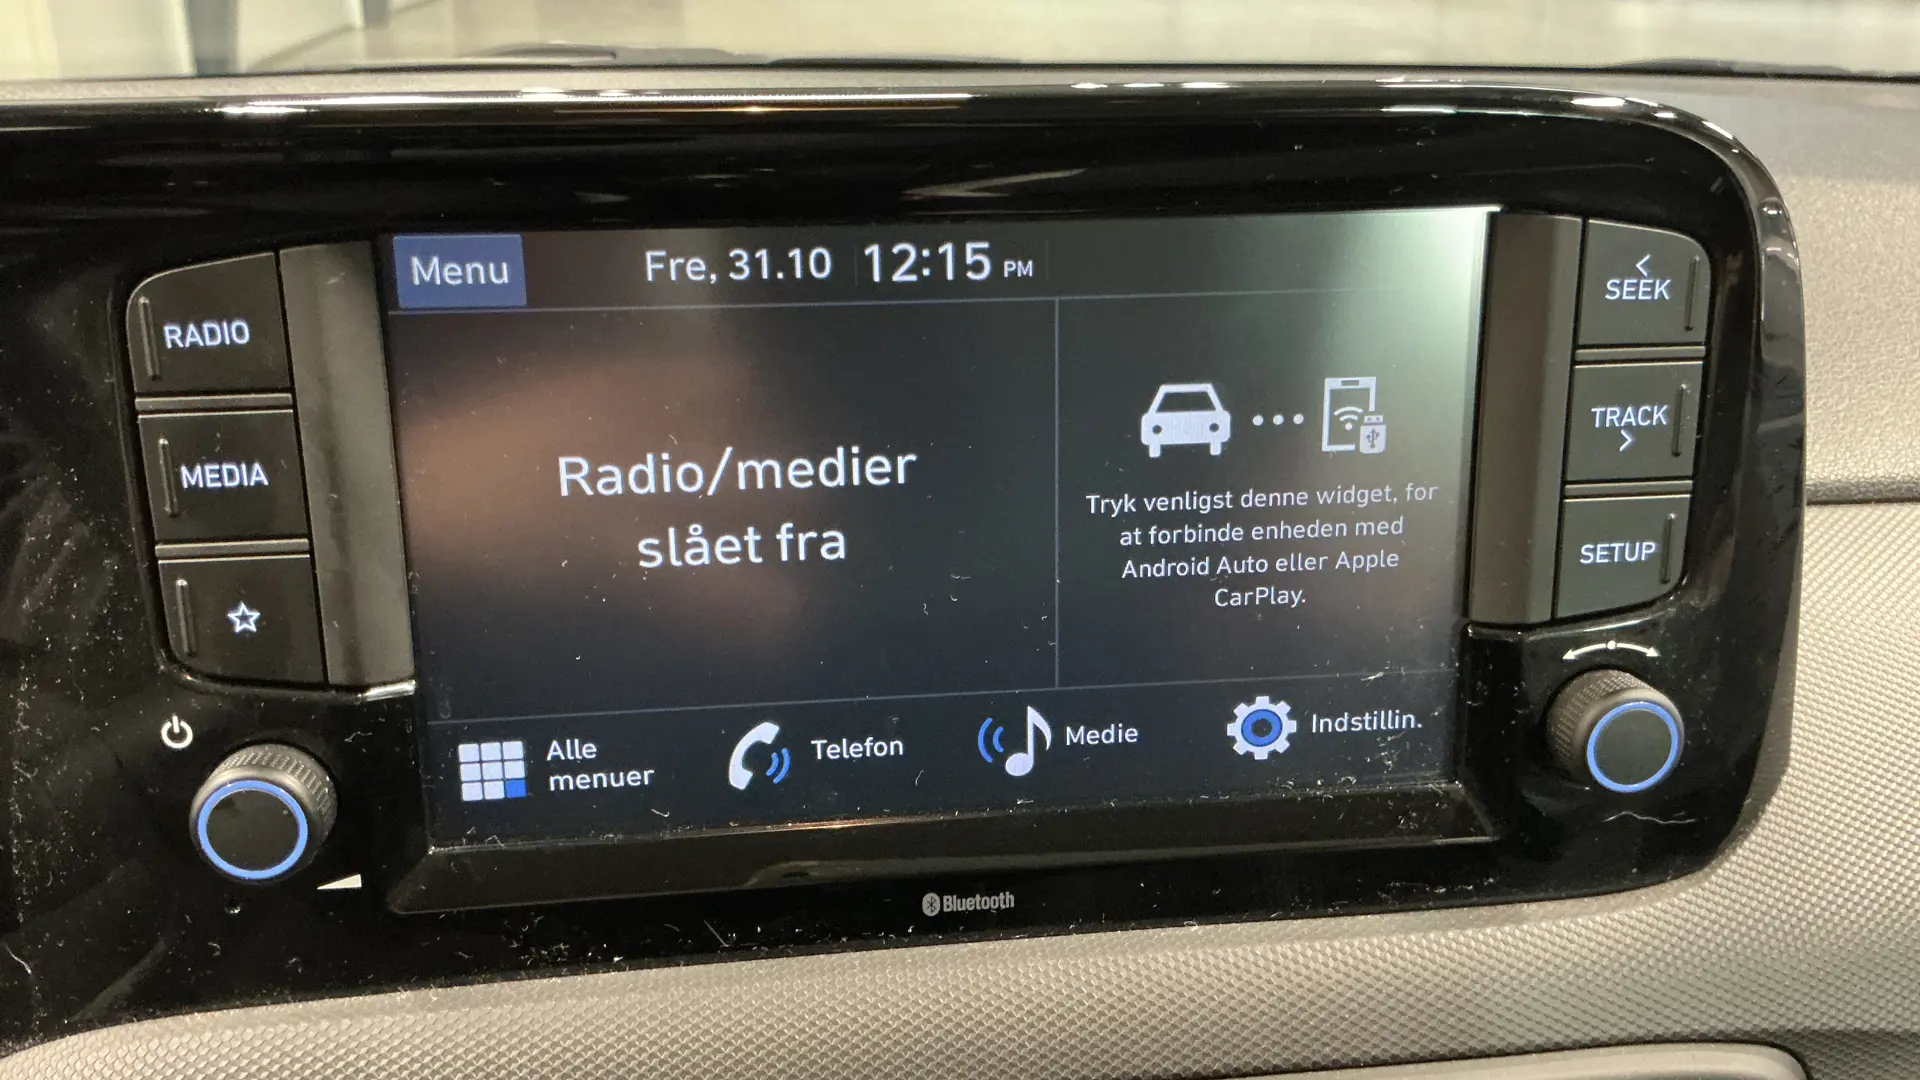 Menu
Fre, 31.10 12:15 PM
RADIO
MEDIA
Radio/medier
slået fra
Tryk venligst denne widget, for
at forbinde enheden med
Android Auto eller Apple
CarPlay.
< SEEK
TRACK >
SETUP
Alle
menuer
Telefon
Medie
Indstillin.
Bluetooth